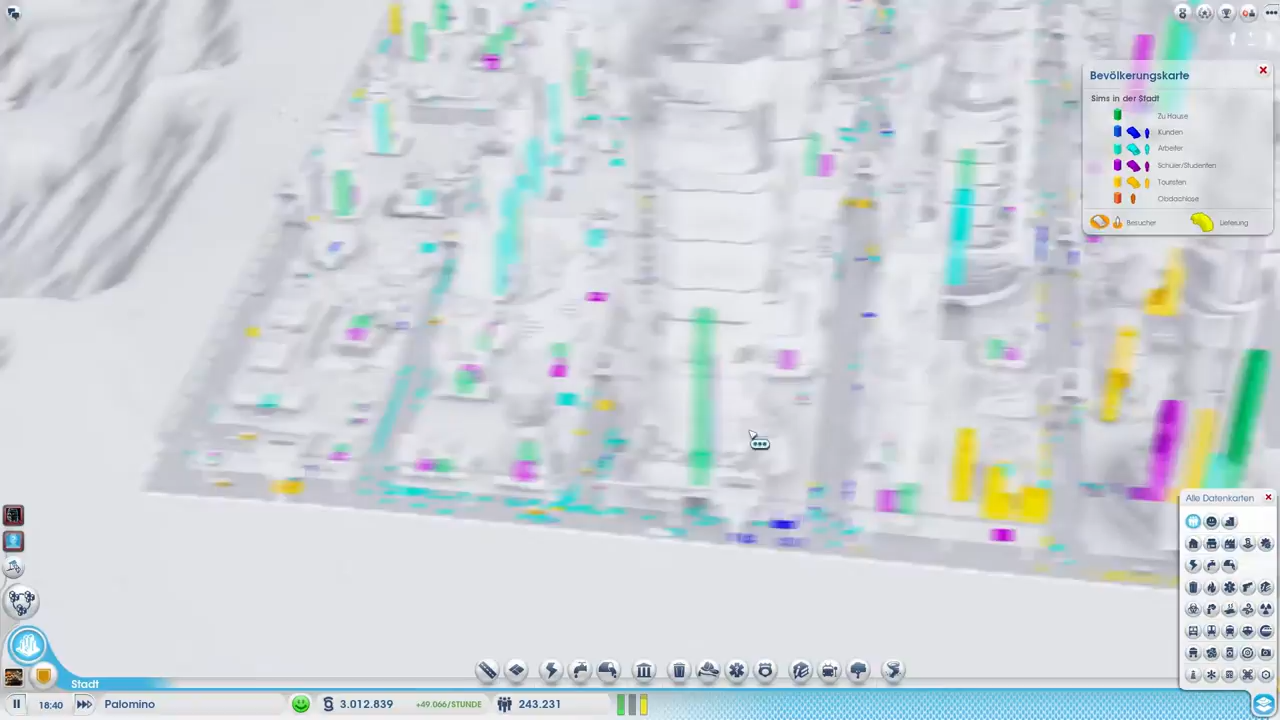 Bevölkerungskarte
Sims in der Stadt
Zu Hause
Kunden
Arbeiter
Schüler/Studenten
Touristen
Obdachlose
Besucher
Lieferung
Alle Datenkarten
Stadt
18:40
Palomino
3.012.839
+49.066/STUNDE
243.231